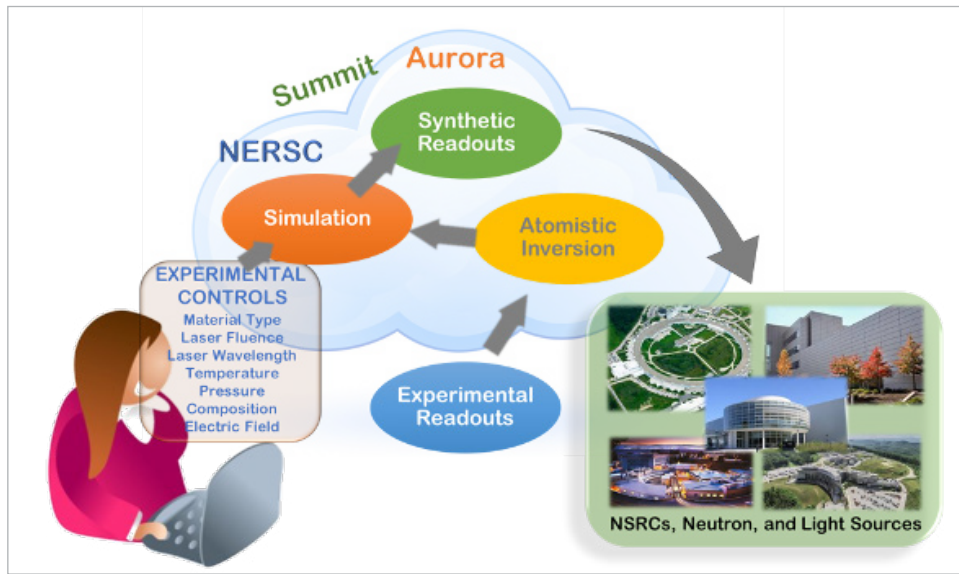 Summit
Aurora
NERSC
Synthetic
Readouts
Simulation
Atomistic
Inversion
EXPERIMENTAL
CONTROLS
Material Type
Laser Fluence
Laser Wavelength
Temperature
Pressure
Composition
Electric Field
Experimental
Readouts
NSRCs, Neutron, and Light Sources